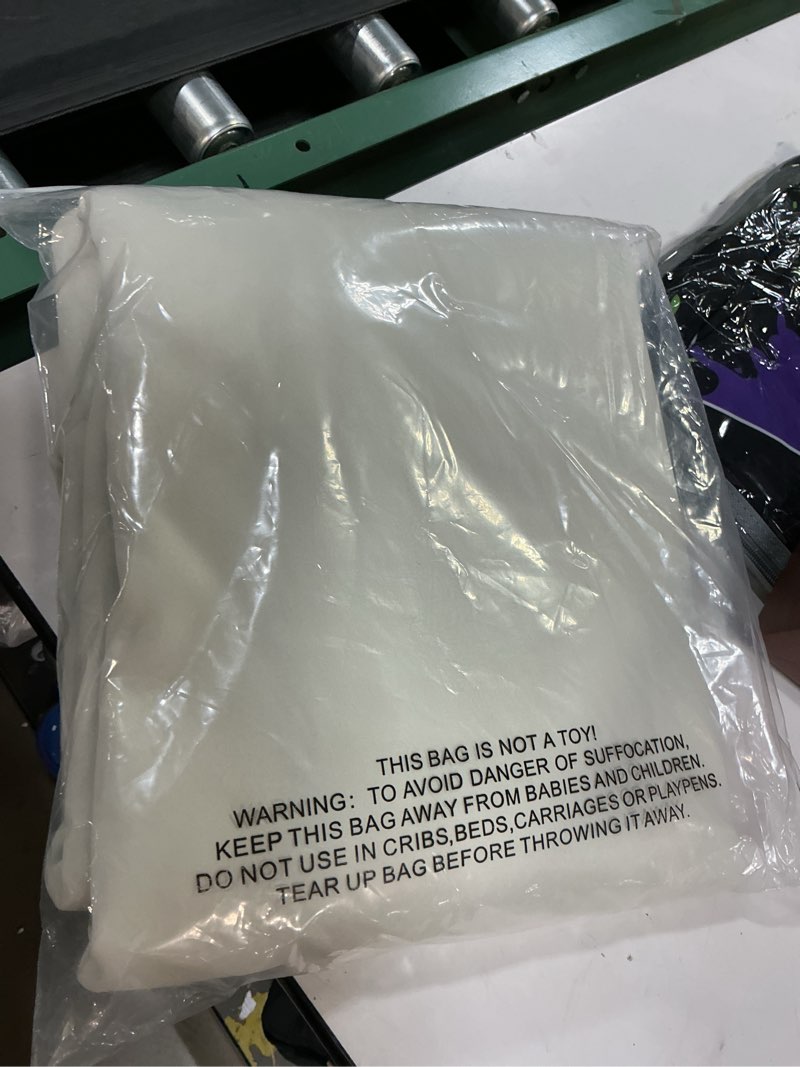 THIS BAG IS NOT A TOY!
WARNING: TO AVOID DANGER OF SUFFOCATION,
KEEP THIS BAG AWAY FROM BABIES AND CHILDREN.
DO NOT USE IN CRIBS,BEDS,CARRIAGES OR PLAYPENS.
TEAR UP BAG BEFORE THROWING IT AWAY.